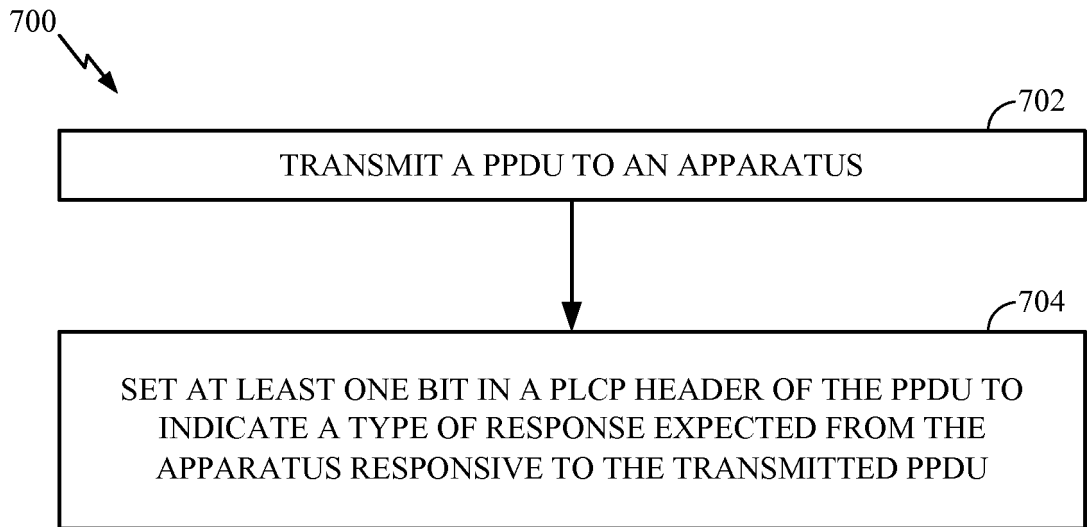 700
702
TRANSMIT A PPDU TO AN APPARATUS
704
SET AT LEAST ONE BIT IN A PLCP HEADER OF THE PPDU TO
INDICATE A TYPE OF RESPONSE EXPECTED FROM THE
APPARATUS RESPONSIVE TO THE TRANSMITTED PPDU